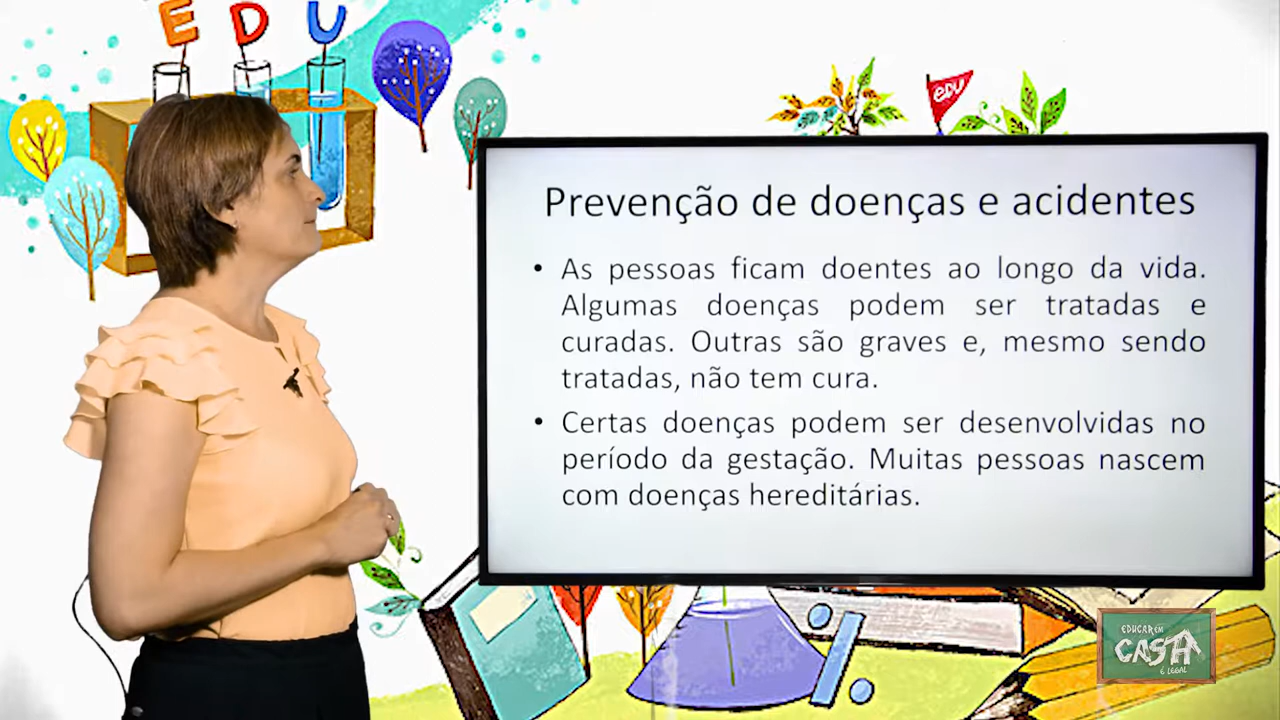 EDU
EDU
Prevenção de doenças e acidentes
• As pessoas ficam doentes ao longo da vida.
Algumas doenças podem ser tratadas e
curadas. Outras são graves e, mesmo sendo
tratadas, não tem cura.
• Certas doenças podem ser desenvolvidas no
período da gestação. Muitas pessoas nascem
com doenças hereditárias.
EDUCAR EM
CASA
É LEGAL